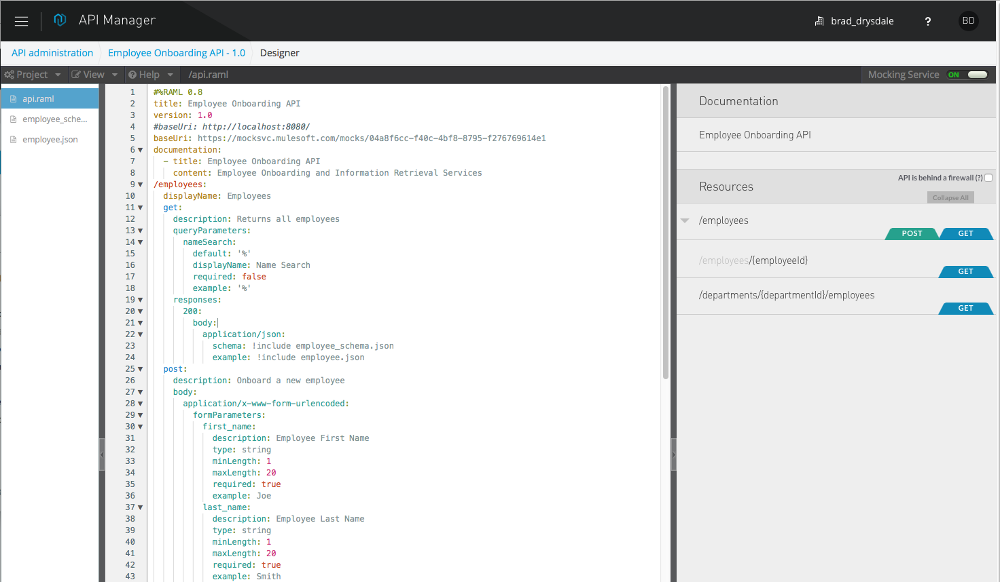 API Manager
brad_drysdale
?
BD
API administration
Employee Onboarding API - 1.0
Designer
Project
View
Help
/api.raml
Mocking Service
ON
api.raml
employee_sche...
employee.json
1 #%RAML 0.8
2 title: Employee Onboarding API
3 version: 1.0
4 #baseUri: http://localhost:8080/
5 baseUri: https://mocksvc.mulesoft.com/mocks/04a8f6cc-f40c-4bf8-8795-f276769614e1
6 documentation:
7 - title: Employee Onboarding API
8 content: Employee Onboarding and Information Retrieval Services
9 /employees:
10 displayName: Employees
11 get:
12 description: Returns all employees
13 queryParameters:
14 nameSearch:
15 default: '%'
16 displayName: Name Search
17 required: false
18 example: '%'
19 responses:
20 200:
21 body:
22 application/json:
23 schema: !include employee_schema.json
24 example: !include employee.json
25 post:
26 description: Onboard a new employee
27 body:
28 application/x-www-form-urlencoded:
29 formParameters:
30 first_name:
31 description: Employee First Name
32 type: string
33 minLength: 1
34 maxLength: 20
35 required: true
36 example: Joe
37 last_name:
38 description: Employee Last Name
39 type: string
40 minLength: 1
41 maxLength: 20
42 required: true
43 example: Smith
Documentation
Employee Onboarding API
API is behind a firewall (?)
Resources
Collapse All
/employees
POST
GET
/employees/{employeeId}
GET
/departments/{departmentId}/employees
GET